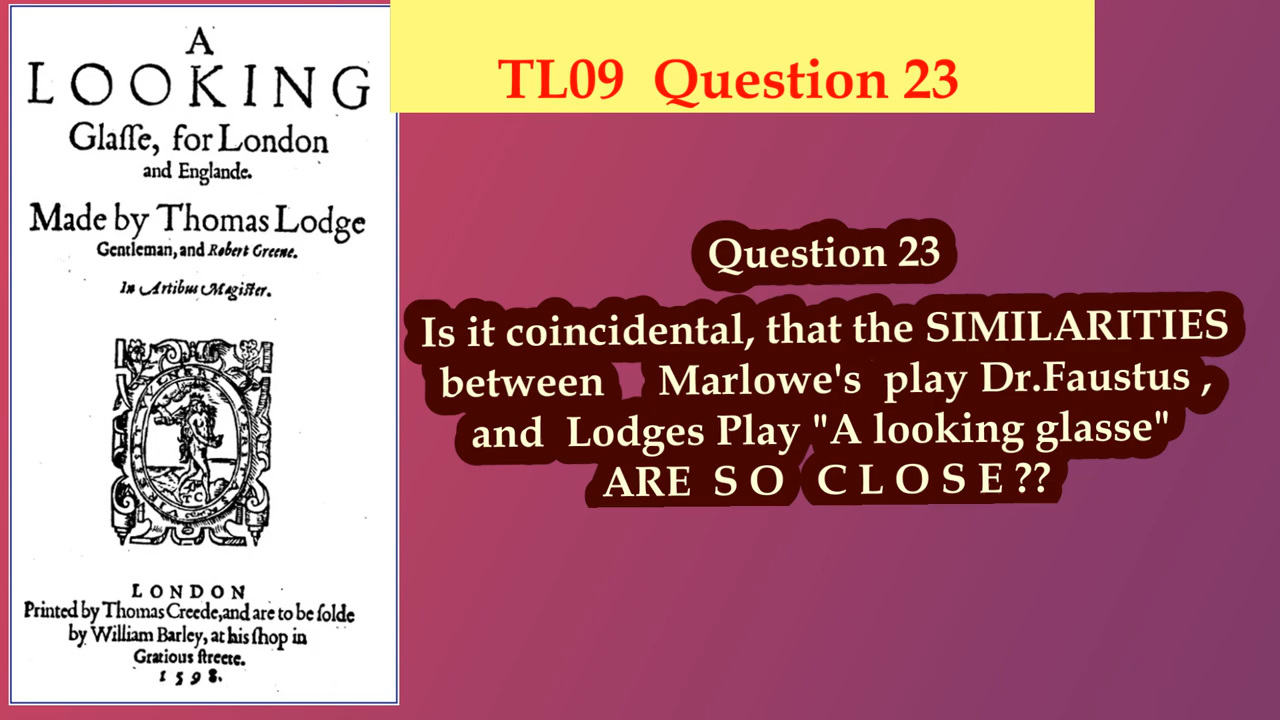 A
LOOKING
Glaſſe, for London
and Englande.
Made by Thomas Lodge
Gentleman, and Robert Greene.
In Artibus Magiſter.
TC
LONDON
Printed by Thomas Creede, and are to be ſolde
by William Barley, at his ſhop in
Gratious ſtreete.
1598.
TL09 Question 23
Question 23
Is it coincidental, that the SIMILARITIES
between Marlowe's play Dr.Faustus ,
and Lodges Play "A looking glasse"
ARE S O C L O S E ??